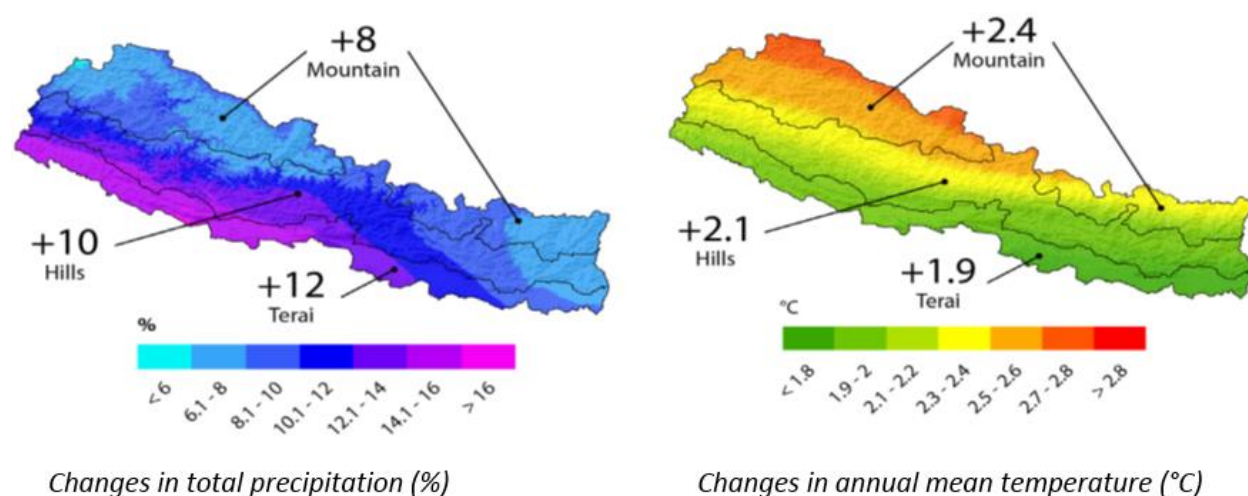 +8
Mountain
+10
Hills
+12
Terai
%
< 6
6.1 - 8
8.1 - 10
10.1 - 12
12.1 - 14
14.1 - 16
> 16
Changes in total precipitation (%)
+2.4
Mountain
+2.1
Hills
+1.9
Terai
°C
< 1.8
1.9 - 2
2.1 - 2.2
2.3 - 2.4
2.5 - 2.6
2.7 - 2.8
> 2.8
Changes in annual mean temperature (°C)